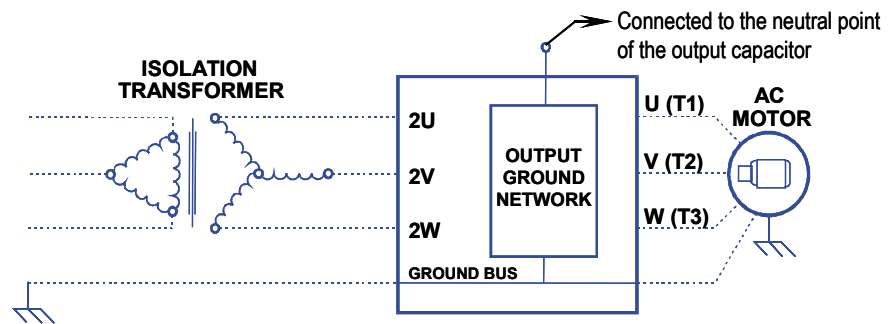 Connected to the neutral point
of the output capacitor
ISOLATION
TRANSFORMER
2U
2V
2W
OUTPUT
GROUND
NETWORK
GROUND BUS
U (T1)
V (T2)
W (T3)
AC
MOTOR